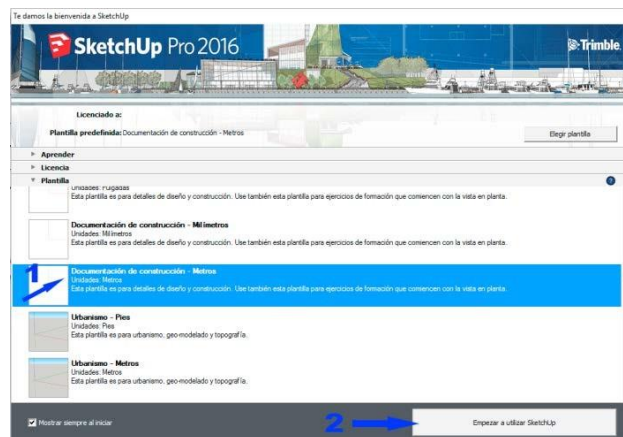 Te damos la bienvenida a SketchUp
SketchUp Pro 2016
Trimble
Licenciado a:
Plantilla predefinida: Documentación de construcción - Metros
Elegir plantilla
Aprender
Licencia
Plantilla
?
Unidades: Pulgadas
Esta plantilla es para detalles de diseño y construcción. Use también esta plantilla para ejercicios de formación que comiencen con la vista en planta.
Documentación de construcción - Milímetros
Unidades: Milímetros
Esta plantilla es para detalles de diseño y construcción. Use también esta plantilla para ejercicios de formación que comiencen con la vista en planta.
1
Documentación de construcción - Metros
Unidades: Metros
Esta plantilla es para detalles de diseño y construcción. Use también esta plantilla para ejercicios de formación que comiencen con la vista en planta.
Urbanismo - Pies
Unidades: Pies
Esta plantilla es para urbanismo, geo-modelado y topografía.
Urbanismo - Metros
Unidades: Metros
Esta plantilla es para urbanismo, geo-modelado y topografía.
Mostrar siempre al iniciar
2
Empezar a utilizar SketchUp